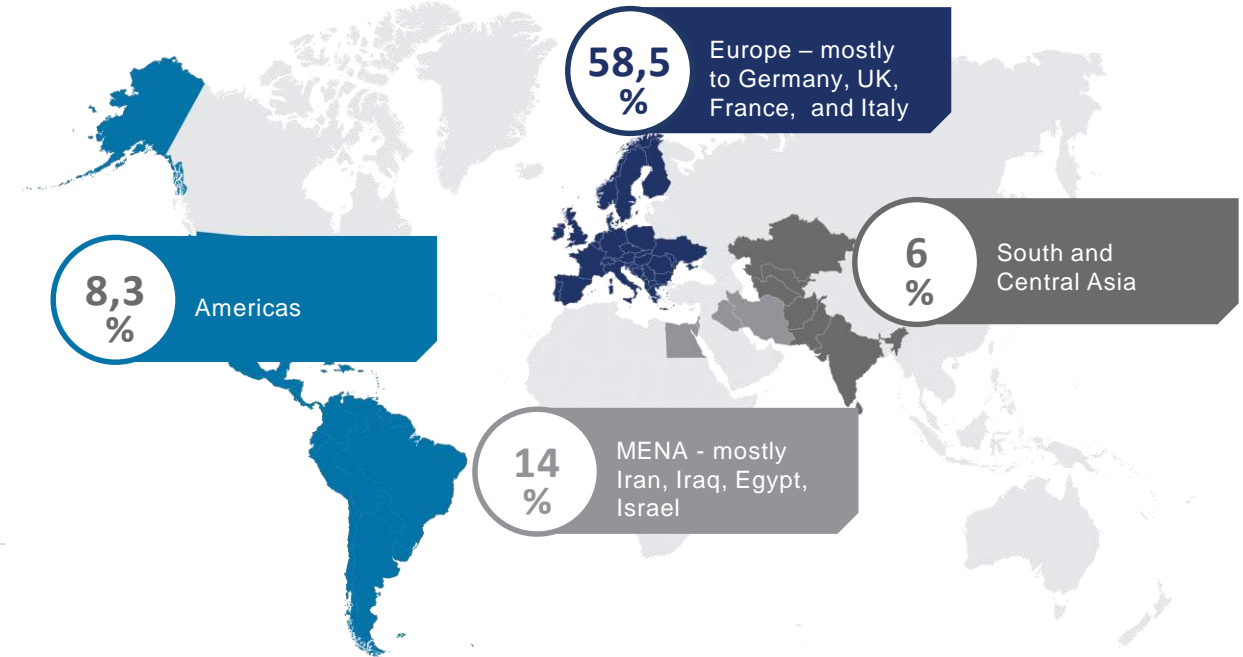 58,5
%
Europe – mostly
to Germany, UK,
France, and Italy
8,3
%
Americas
6
%
South and
Central Asia
14
%
MENA - mostly
Iran, Iraq, Egypt,
Israel